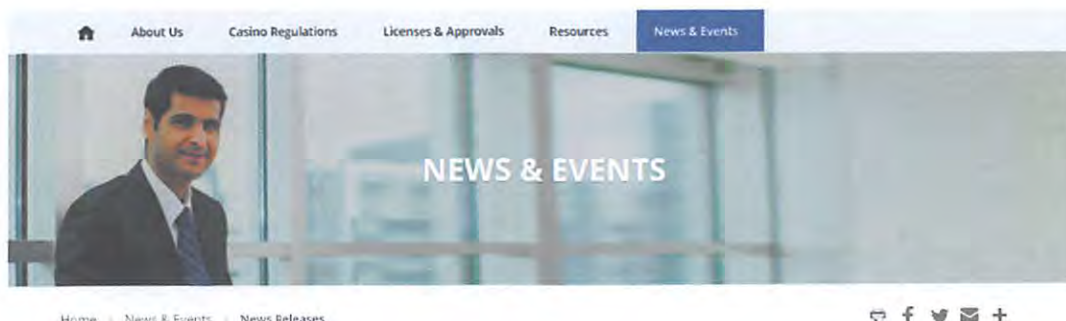 About Us Casino Regulations Licenses & Approvals Resources News & Events
NEWS & EVENTS
Home News & Events News Releases